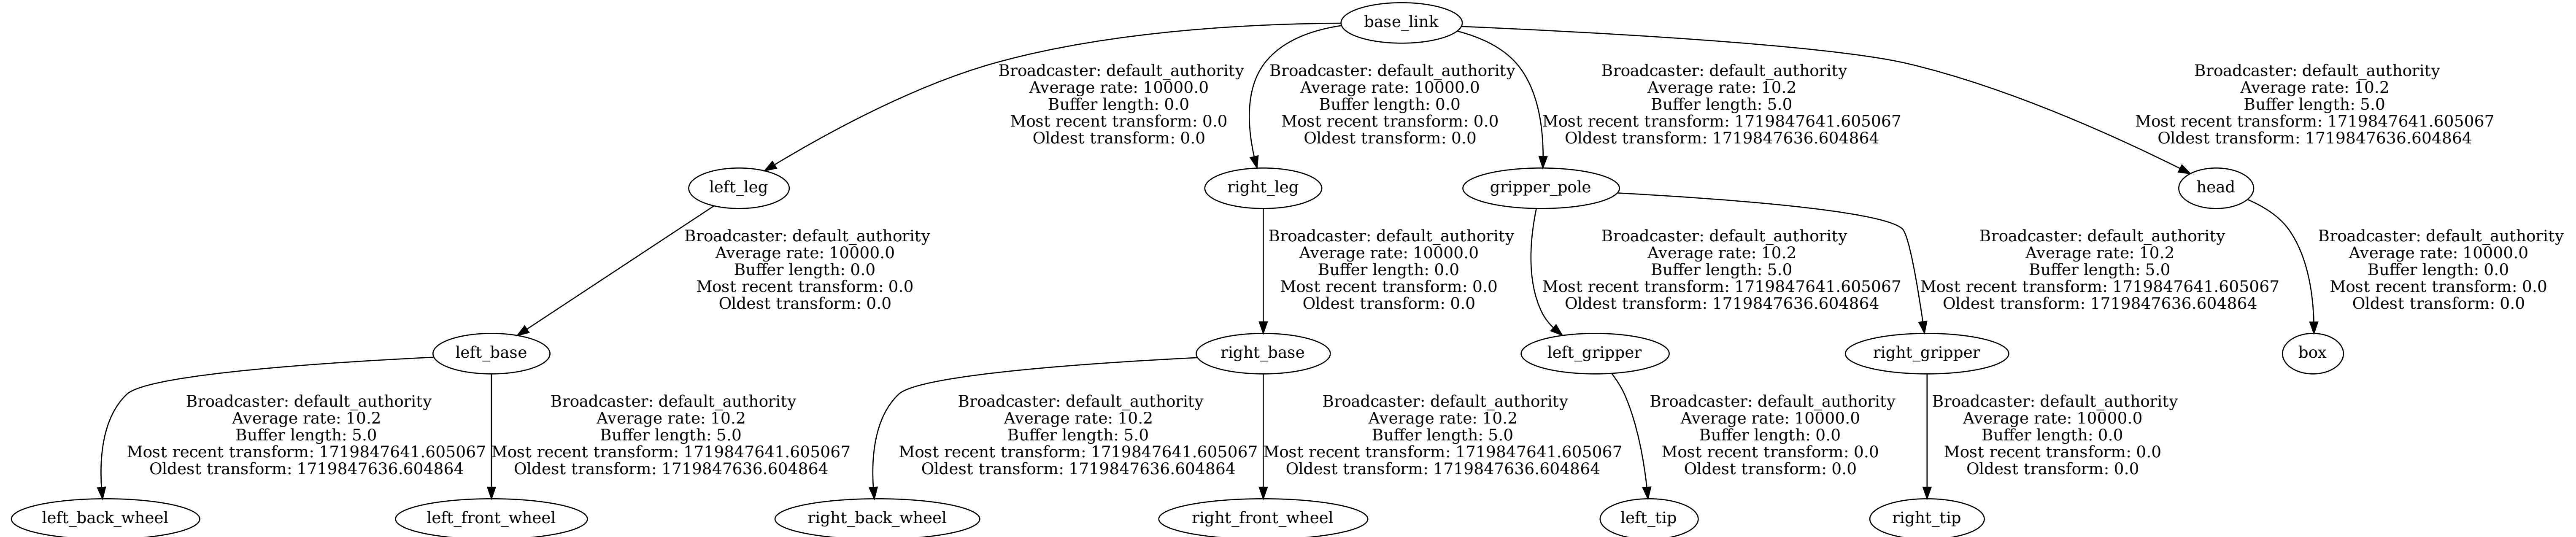 base_link
Broadcaster: default_authority
Average rate: 10000.0
Buffer length: 0.0
Most recent transform: 0.0
Oldest transform: 0.0
Broadcaster: default_authority
Average rate: 10000.0
Buffer length: 0.0
Most recent transform: 0.0
Oldest transform: 0.0
Broadcaster: default_authority
Average rate: 10.2
Buffer length: 5.0
Most recent transform: 1719847641.605067
Oldest transform: 1719847636.604864
Broadcaster: default_authority
Average rate: 10.2
Buffer length: 5.0
Most recent transform: 1719847641.605067
Oldest transform: 1719847636.604864
left_leg
right_leg
gripper_pole
head
Broadcaster: default_authority
Average rate: 10000.0
Buffer length: 0.0
Most recent transform: 0.0
Oldest transform: 0.0
Broadcaster: default_authority
Average rate: 10000.0
Buffer length: 0.0
Most recent transform: 0.0
Oldest transform: 0.0
Broadcaster: default_authority
Average rate: 10.2
Buffer length: 5.0
Most recent transform: 1719847641.605067
Oldest transform: 1719847636.604864
Broadcaster: default_authority
Average rate: 10.2
Buffer length: 5.0
Most recent transform: 1719847641.605067
Oldest transform: 1719847636.604864
Broadcaster: default_authority
Average rate: 10000.0
Buffer length: 0.0
Most recent transform: 0.0
Oldest transform: 0.0
left_base
right_base
left_gripper
right_gripper
box
Broadcaster: default_authority
Average rate: 10.2
Buffer length: 5.0
Most recent transform: 1719847641.605067
Oldest transform: 1719847636.604864
Broadcaster: default_authority
Average rate: 10.2
Buffer length: 5.0
Most recent transform: 1719847641.605067
Oldest transform: 1719847636.604864
Broadcaster: default_authority
Average rate: 10.2
Buffer length: 5.0
Most recent transform: 1719847641.605067
Oldest transform: 1719847636.604864
Broadcaster: default_authority
Average rate: 10.2
Buffer length: 5.0
Most recent transform: 1719847641.605067
Oldest transform: 1719847636.604864
Broadcaster: default_authority
Average rate: 10000.0
Buffer length: 0.0
Most recent transform: 0.0
Oldest transform: 0.0
Broadcaster: default_authority
Average rate: 10000.0
Buffer length: 0.0
Most recent transform: 0.0
Oldest transform: 0.0
left_back_wheel
left_front_wheel
right_back_wheel
right_front_wheel
left_tip
right_tip